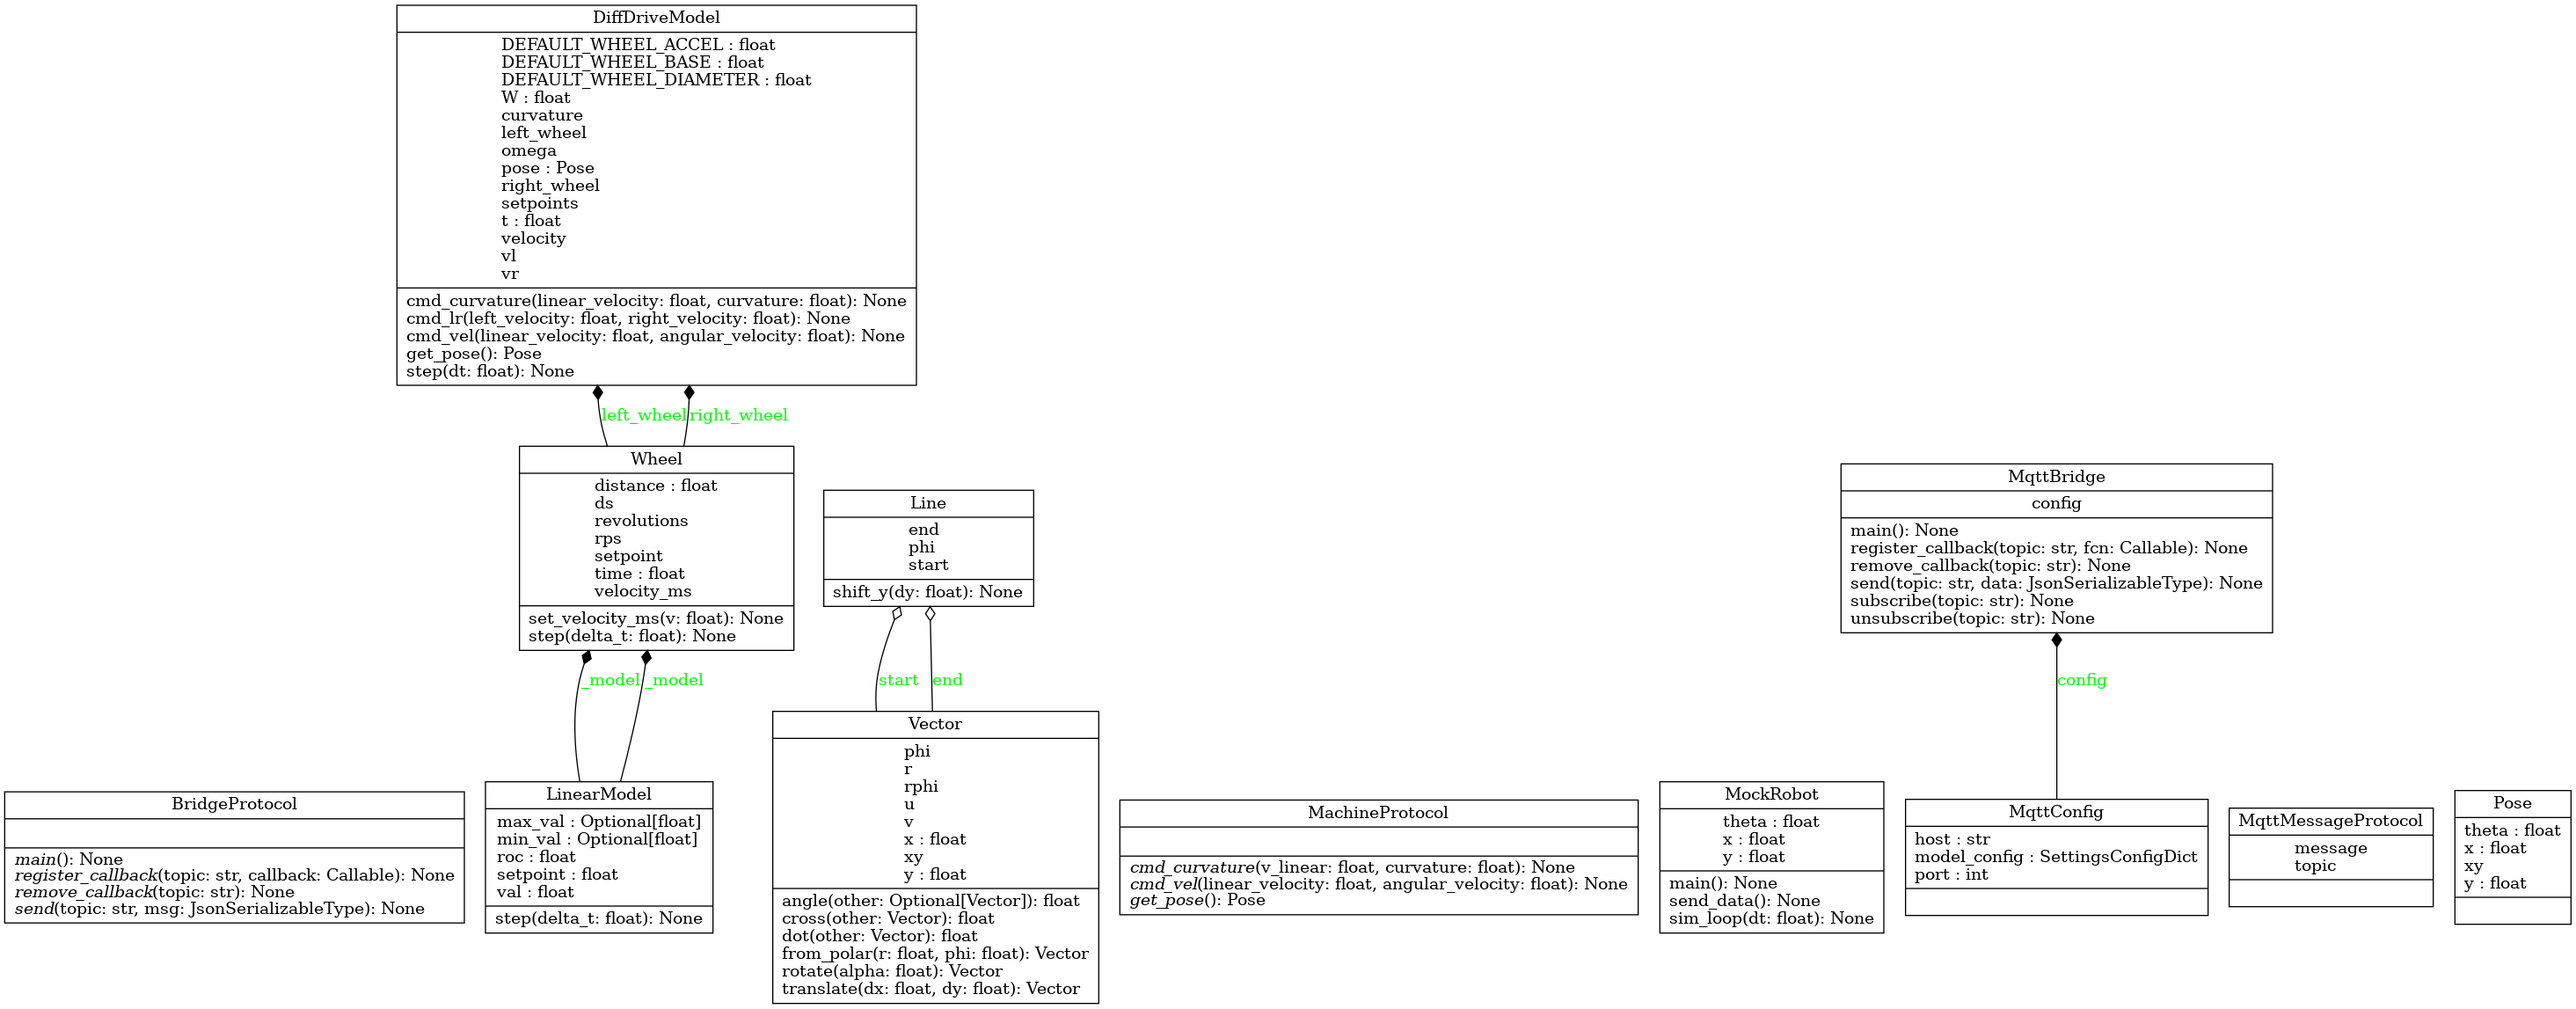 DiffDriveModel
DEFAULT_WHEEL_ACCEL : float
DEFAULT_WHEEL_BASE : float
DEFAULT_WHEEL_DIAMETER : float
W : float
curvature
left_wheel
omega
pose : Pose
right_wheel
setpoints
t : float
velocity
vl
vr
cmd_curvature(linear_velocity: float, curvature: float): None
cmd_lr(left_velocity: float, right_velocity: float): None
cmd_vel(linear_velocity: float, angular_velocity: float): None
get_pose(): Pose
step(dt: float): None
left_wheel
right_wheel
Wheel
distance : float
ds
revolutions
rps
setpoint
time : float
velocity_ms
set_velocity_ms(v: float): None
step(delta_t: float): None
Line
end
phi
start
shift_y(dy: float): None
MqttBridge
config
main(): None
register_callback(topic: str, fcn: Callable): None
remove_callback(topic: str): None
send(topic: str, data: JsonSerializableType): None
subscribe(topic: str): None
unsubscribe(topic: str): None
_model
_model
start
end
config
BridgeProtocol
main(): None
register_callback(topic: str, callback: Callable): None
remove_callback(topic: str): None
send(topic: str, msg: JsonSerializableType): None
LinearModel
max_val : Optional[float]
min_val : Optional[float]
roc : float
setpoint : float
val : float
step(delta_t: float): None
Vector
phi
r
rphi
u
v
x : float
xy
y : float
angle(other: Optional[Vector]): float
cross(other: Vector): float
dot(other: Vector): float
from_polar(r: float, phi: float): Vector
rotate(alpha: float): Vector
translate(dx: float, dy: float): Vector
MachineProtocol
cmd_curvature(v_linear: float, curvature: float): None
cmd_vel(linear_velocity: float, angular_velocity: float): None
get_pose(): Pose
MockRobot
theta : float
x : float
y : float
main(): None
send_data(): None
sim_loop(dt: float): None
MqttConfig
host : str
model_config : SettingsConfigDict
port : int
MqttMessageProtocol
message
topic
Pose
theta : float
x : float
xy
y : float